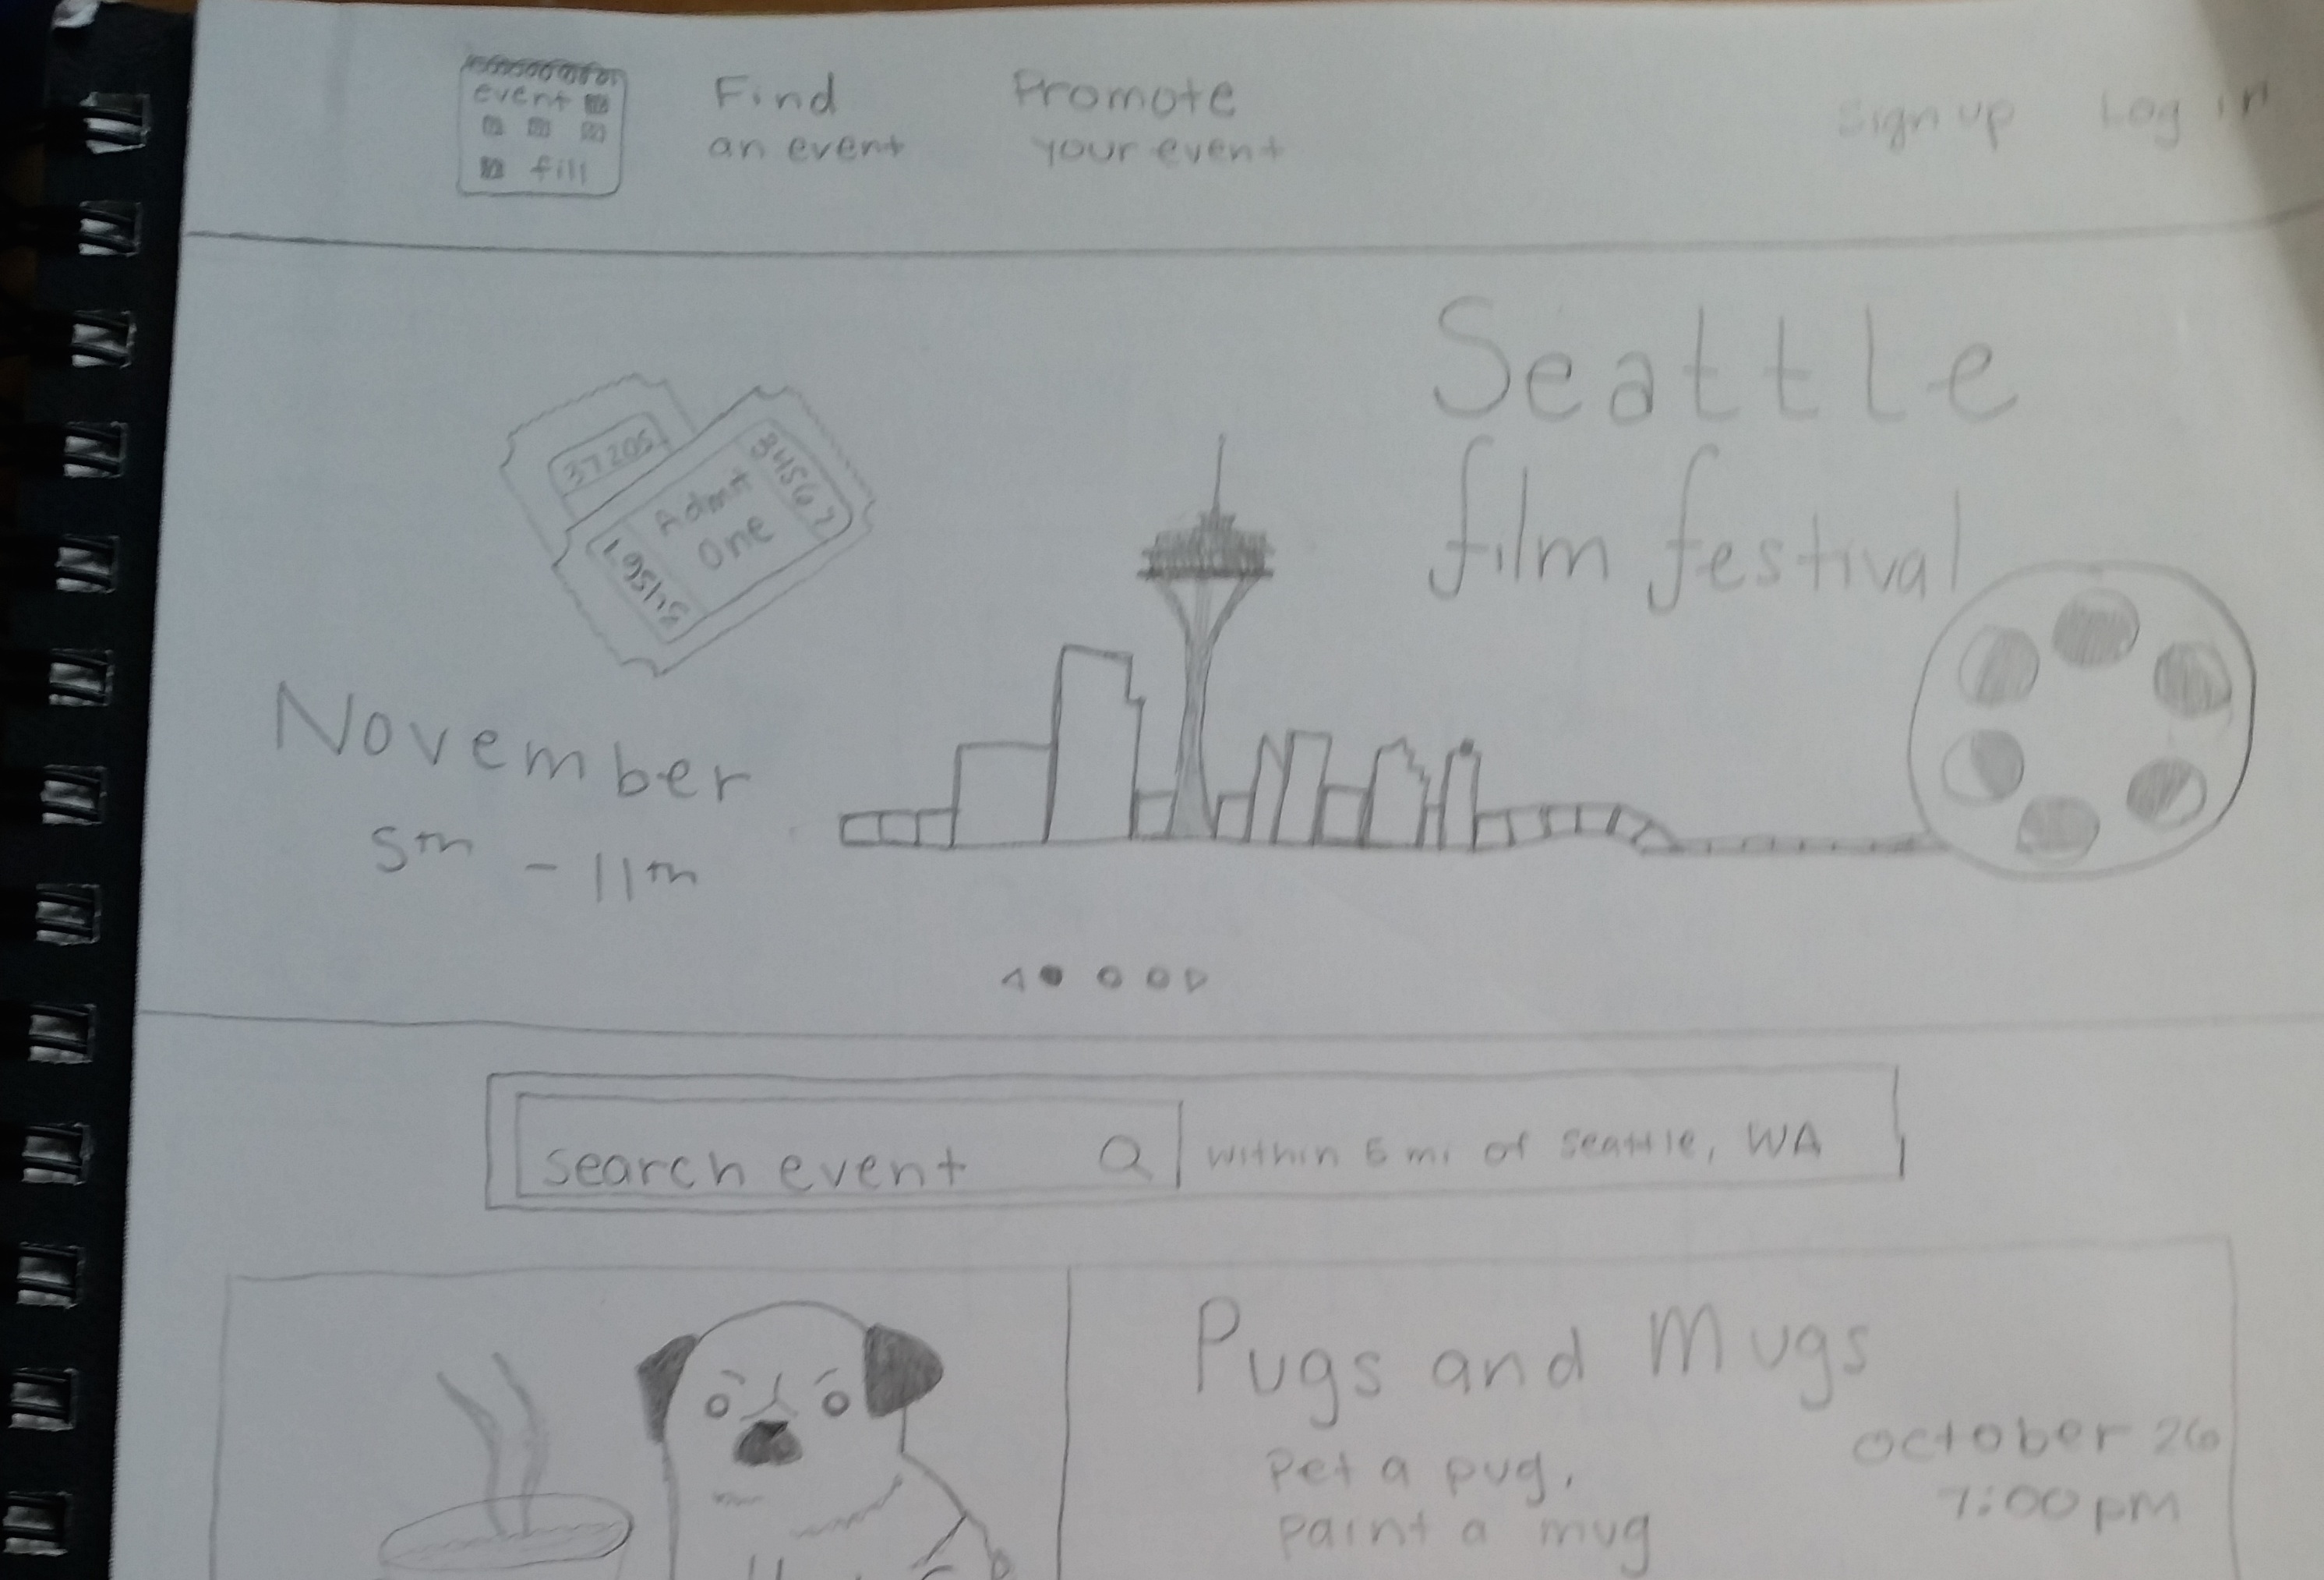 event
fill
Find
an event
Promote
your event
Sign up
Log in
Seattle
film festival
37205
Admit
One
34567
34567
November
5th - 11th
search event
within 5 mi of seattle, WA
Pugs and Mugs
Pet a pug,
paint a mug
October 26
7:00 pm